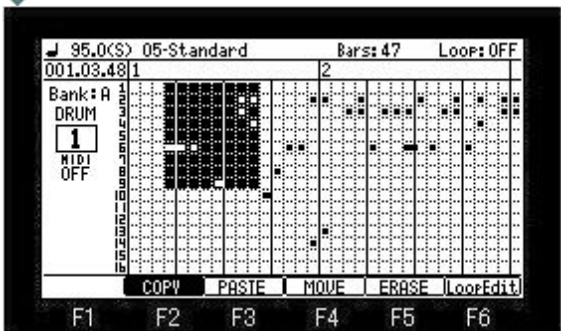 ♩ 95.0(S) 05-Standard Bars:47 Loop:OFF
001.03.48 1 2
Bank:A
DRUM
1
MIDI
OFF
1
2
3
4
5
6
7
8
9
10
11
12
13
14
15
16
COPY PASTE MOVE ERASE LoopEdit
F1 F2 F3 F4 F5 F6